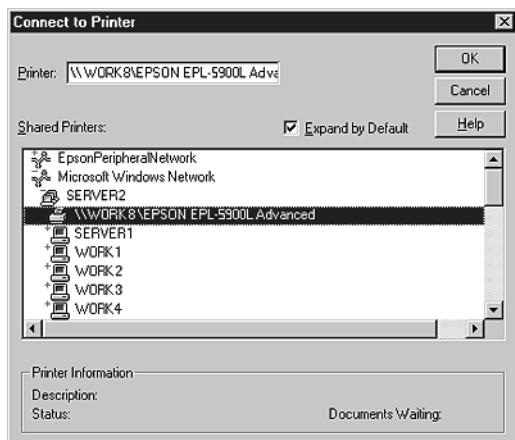 Connect to Printer
Printer: \\WORK8\EPSON EPL-5900L Adva
OK
Cancel
Help
Shared Printers:
Expand by Default
EpsonPeripheralNetwork
Microsoft Windows Network
SERVER2
\\WORK8\EPSON EPL-5900L Advanced
SERVER1
WORK1
WORK2
WORK3
WORK4
Printer Information
Description:
Status:
Documents Waiting: